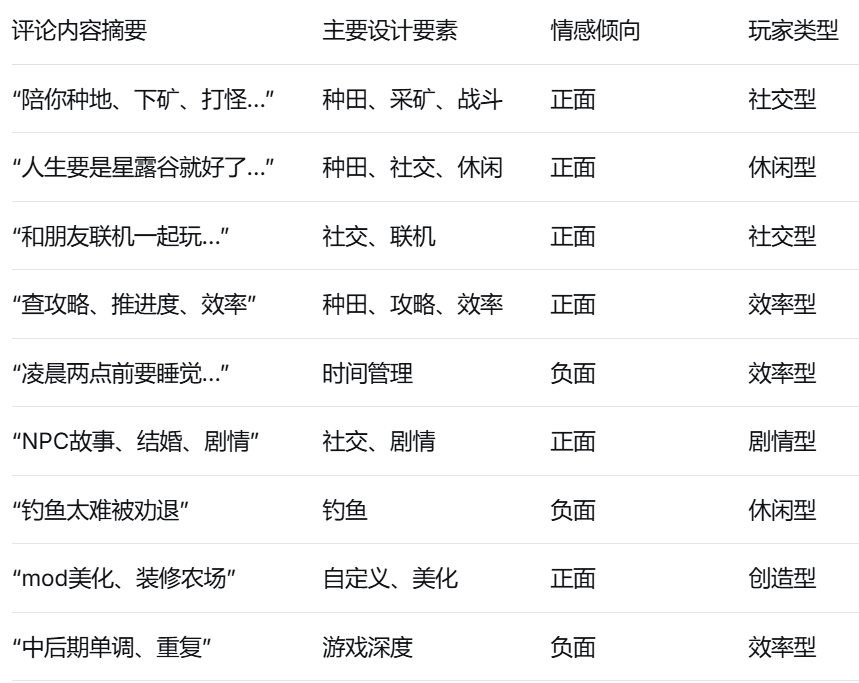 评论内容摘要 主要设计要素 情感倾向 玩家类型
“陪你种地、下矿、打怪...” 种田、采矿、战斗 正面 社交型
“人生要是星露谷就好了...” 种田、社交、休闲 正面 休闲型
“和朋友联机一起玩...” 社交、联机 正面 社交型
“查攻略、推进度、效率” 种田、攻略、效率 正面 效率型
“凌晨两点前要睡觉...” 时间管理 负面 效率型
“NPC故事、结婚、剧情” 社交、剧情 正面 剧情型
“钓鱼太难被劝退” 钓鱼 负面 休闲型
“mod美化、装修农场” 自定义、美化 正面 创造型
“中后期单调、重复” 游戏深度 负面 效率型